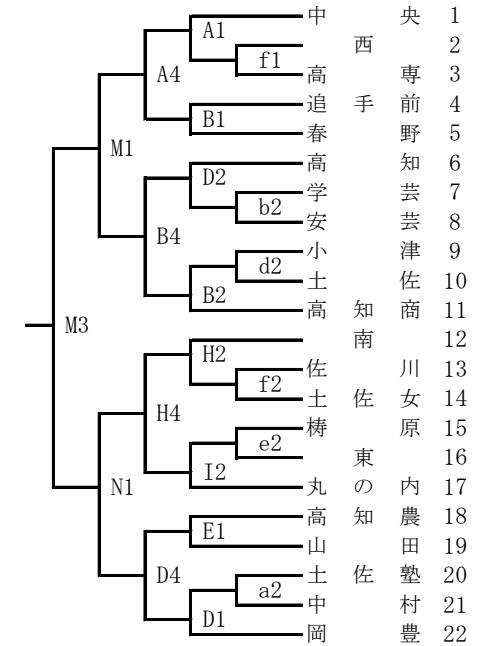 中央 1
A1
西 2
f1
高専 3
A4
追手前 4
B1
春野 5
M1
高知 6
D2
学芸 7
b2
安芸 8
B4
小津 9
d2
土佐 10
B2
高知商 11
M3
南 12
H2
佐川 13
f2
土佐女 14
H4
梼原 15
e2
東 16
I2
丸の内 17
N1
高知農 18
E1
山田 19
D4
土佐塾 20
a2
中村 21
D1
岡豊 22